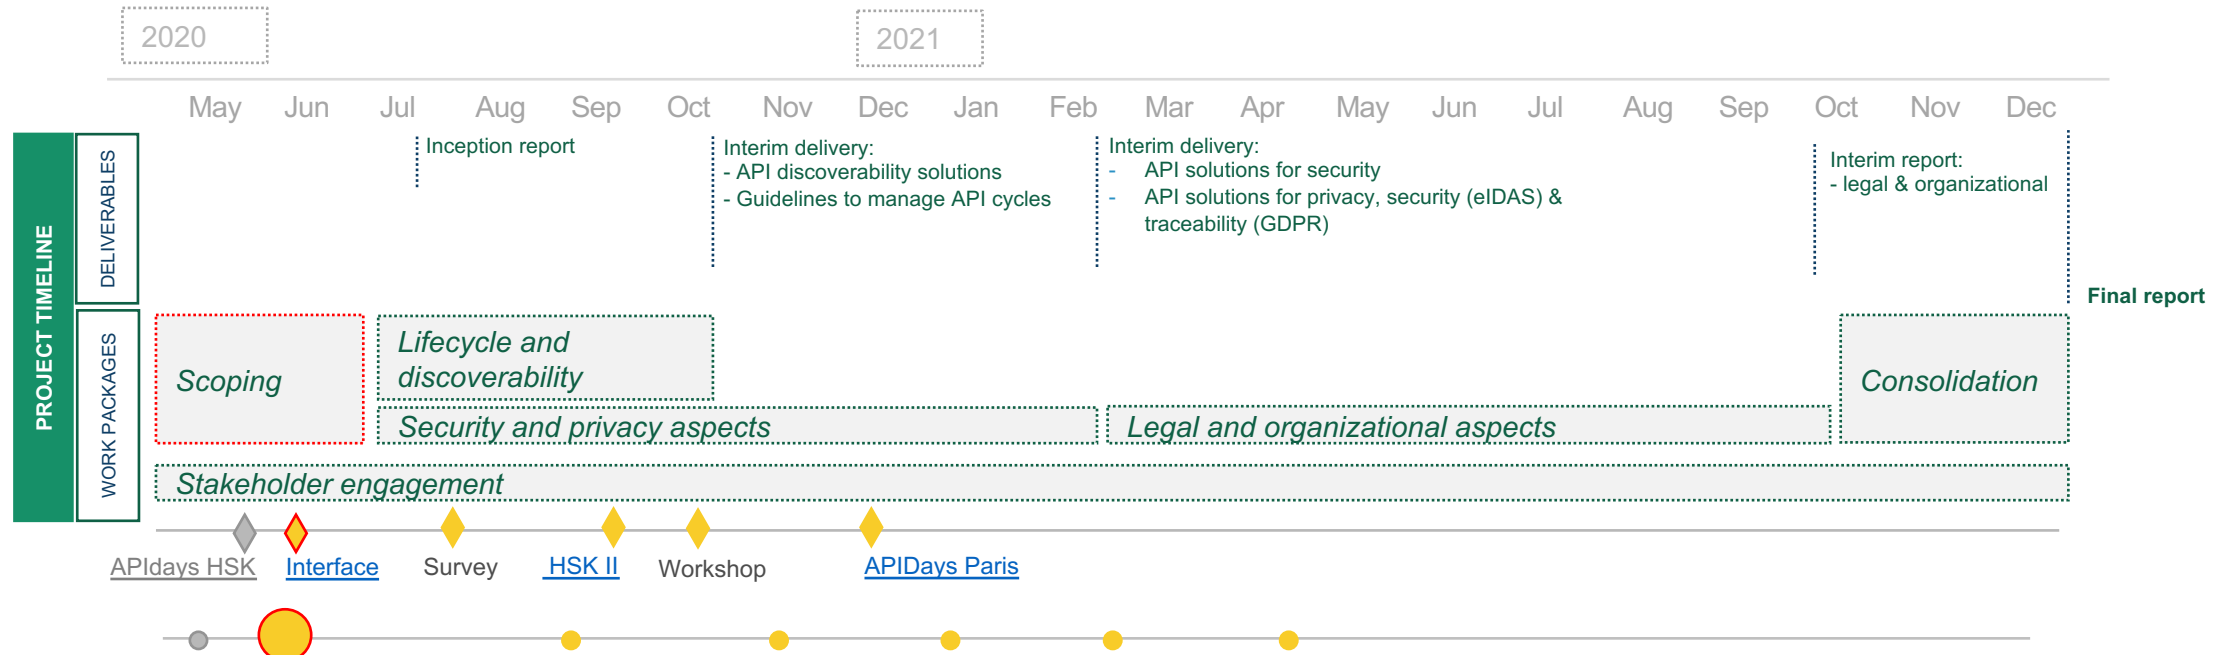 2020
2021
May Jun Jul Aug Sep Oct Nov Dec Jan Feb Mar Apr May Jun Jul Aug Sep Oct Nov Dec
PROJECT TIMELINE
DELIVERABLES
Inception report
Interim delivery:
- API discoverability solutions
- Guidelines to manage API cycles
Interim delivery:
- API solutions for security
- API solutions for privacy, security (eIDAS) &
traceability (GDPR)
Interim report:
- legal & organizational
Final report
WORK PACKAGES
Scoping
Lifecycle and
discoverability
Security and privacy aspects
Legal and organizational aspects
Consolidation
Stakeholder engagement
APIdays HSK
Interface
Survey
HSK II
Workshop
APIDays Paris